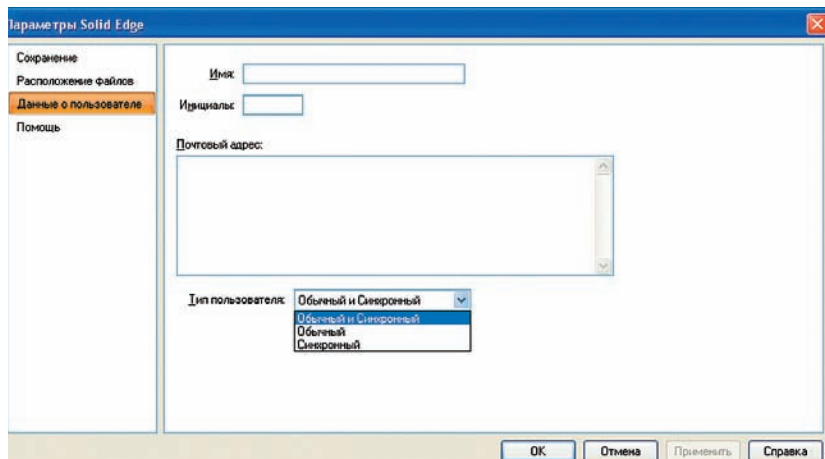 Параметры Solid Edge
Сохранение
Расположение файлов
Данные о пользователе
Помощь
Имя:
Инициалы:
Почтовый адрес:
Тип пользователя:
Обычный и Синхронный
Обычный и Синхронный
Обычный
Синхронный
OK
Отмена
Применить
Справка